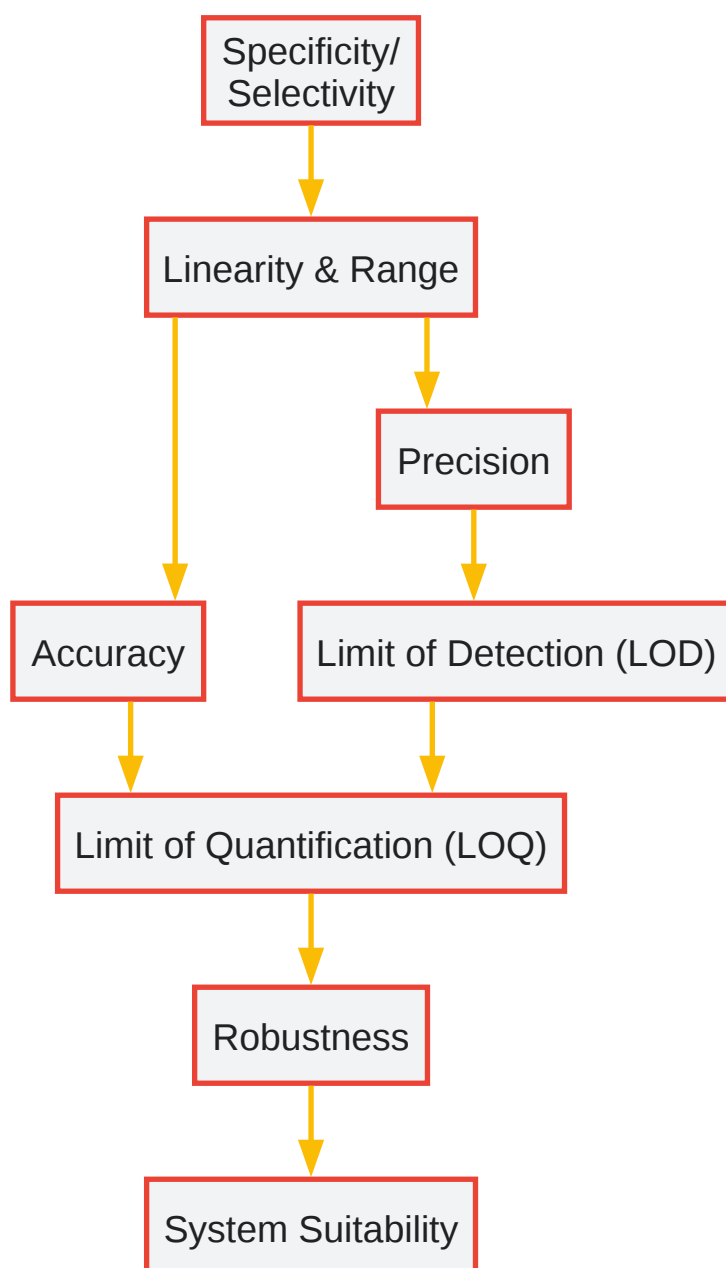 Specificity/
Selectivity
Linearity & Range
Precision
Accuracy
Limit of Detection (LOD)
Limit of Quantification (LOQ)
Robustness
System Suitability